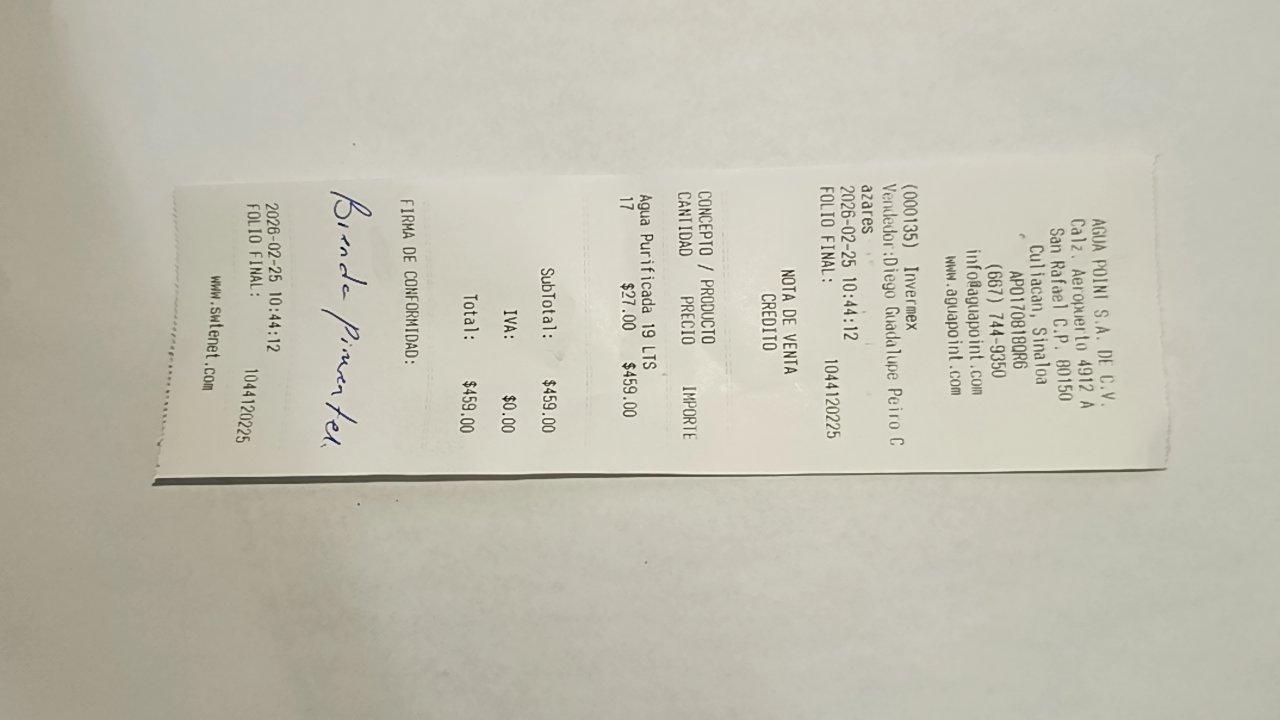 AGUA POINT S.A. DE C.V.
Calz. Aeropuerto 4912 A
San Rafael C.P. 80150
Culiacan, Sinaloa
APO170818QR6
(667) 744-9350
info@aguapoint.com
www.aguapoint.com
(000135) Invermex
Vendedor:Diego Guadalupe Peiro C
azares
2026-02-25 10:44:12
FOLIO FINAL: 1044120225
NOTA DE VENTA
CREDITO
CONCEPTO / PRODUCTO
CANTIDAD PRECIO IMPORTE
Agua Purificada 19 LTS
17 $27.00 $459.00
SubTotal: $459.00
IVA: $0.00
Total: $459.00
FIRMA DE CONFORMIDAD:
Brenda Pimentel.
2026-02-25 10:44:12
FOLIO FINAL: 1044120225
www.swtenet.com